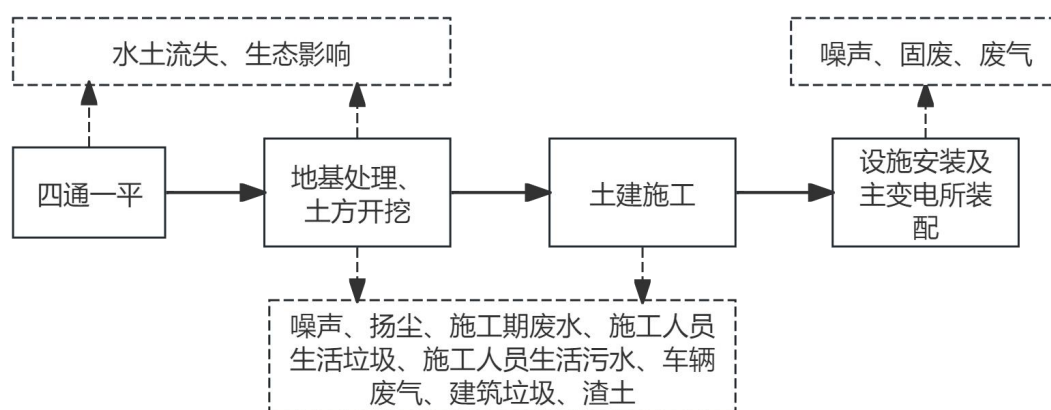 水土流失、生态影响
噪声、固废、废气
四通一平
地基处理、
土方开挖
土建施工
设施安装及
主变电所装
配
噪声、扬尘、施工期废水、施工人员
生活垃圾、施工人员生活污水、车辆
废气、建筑垃圾、渣土